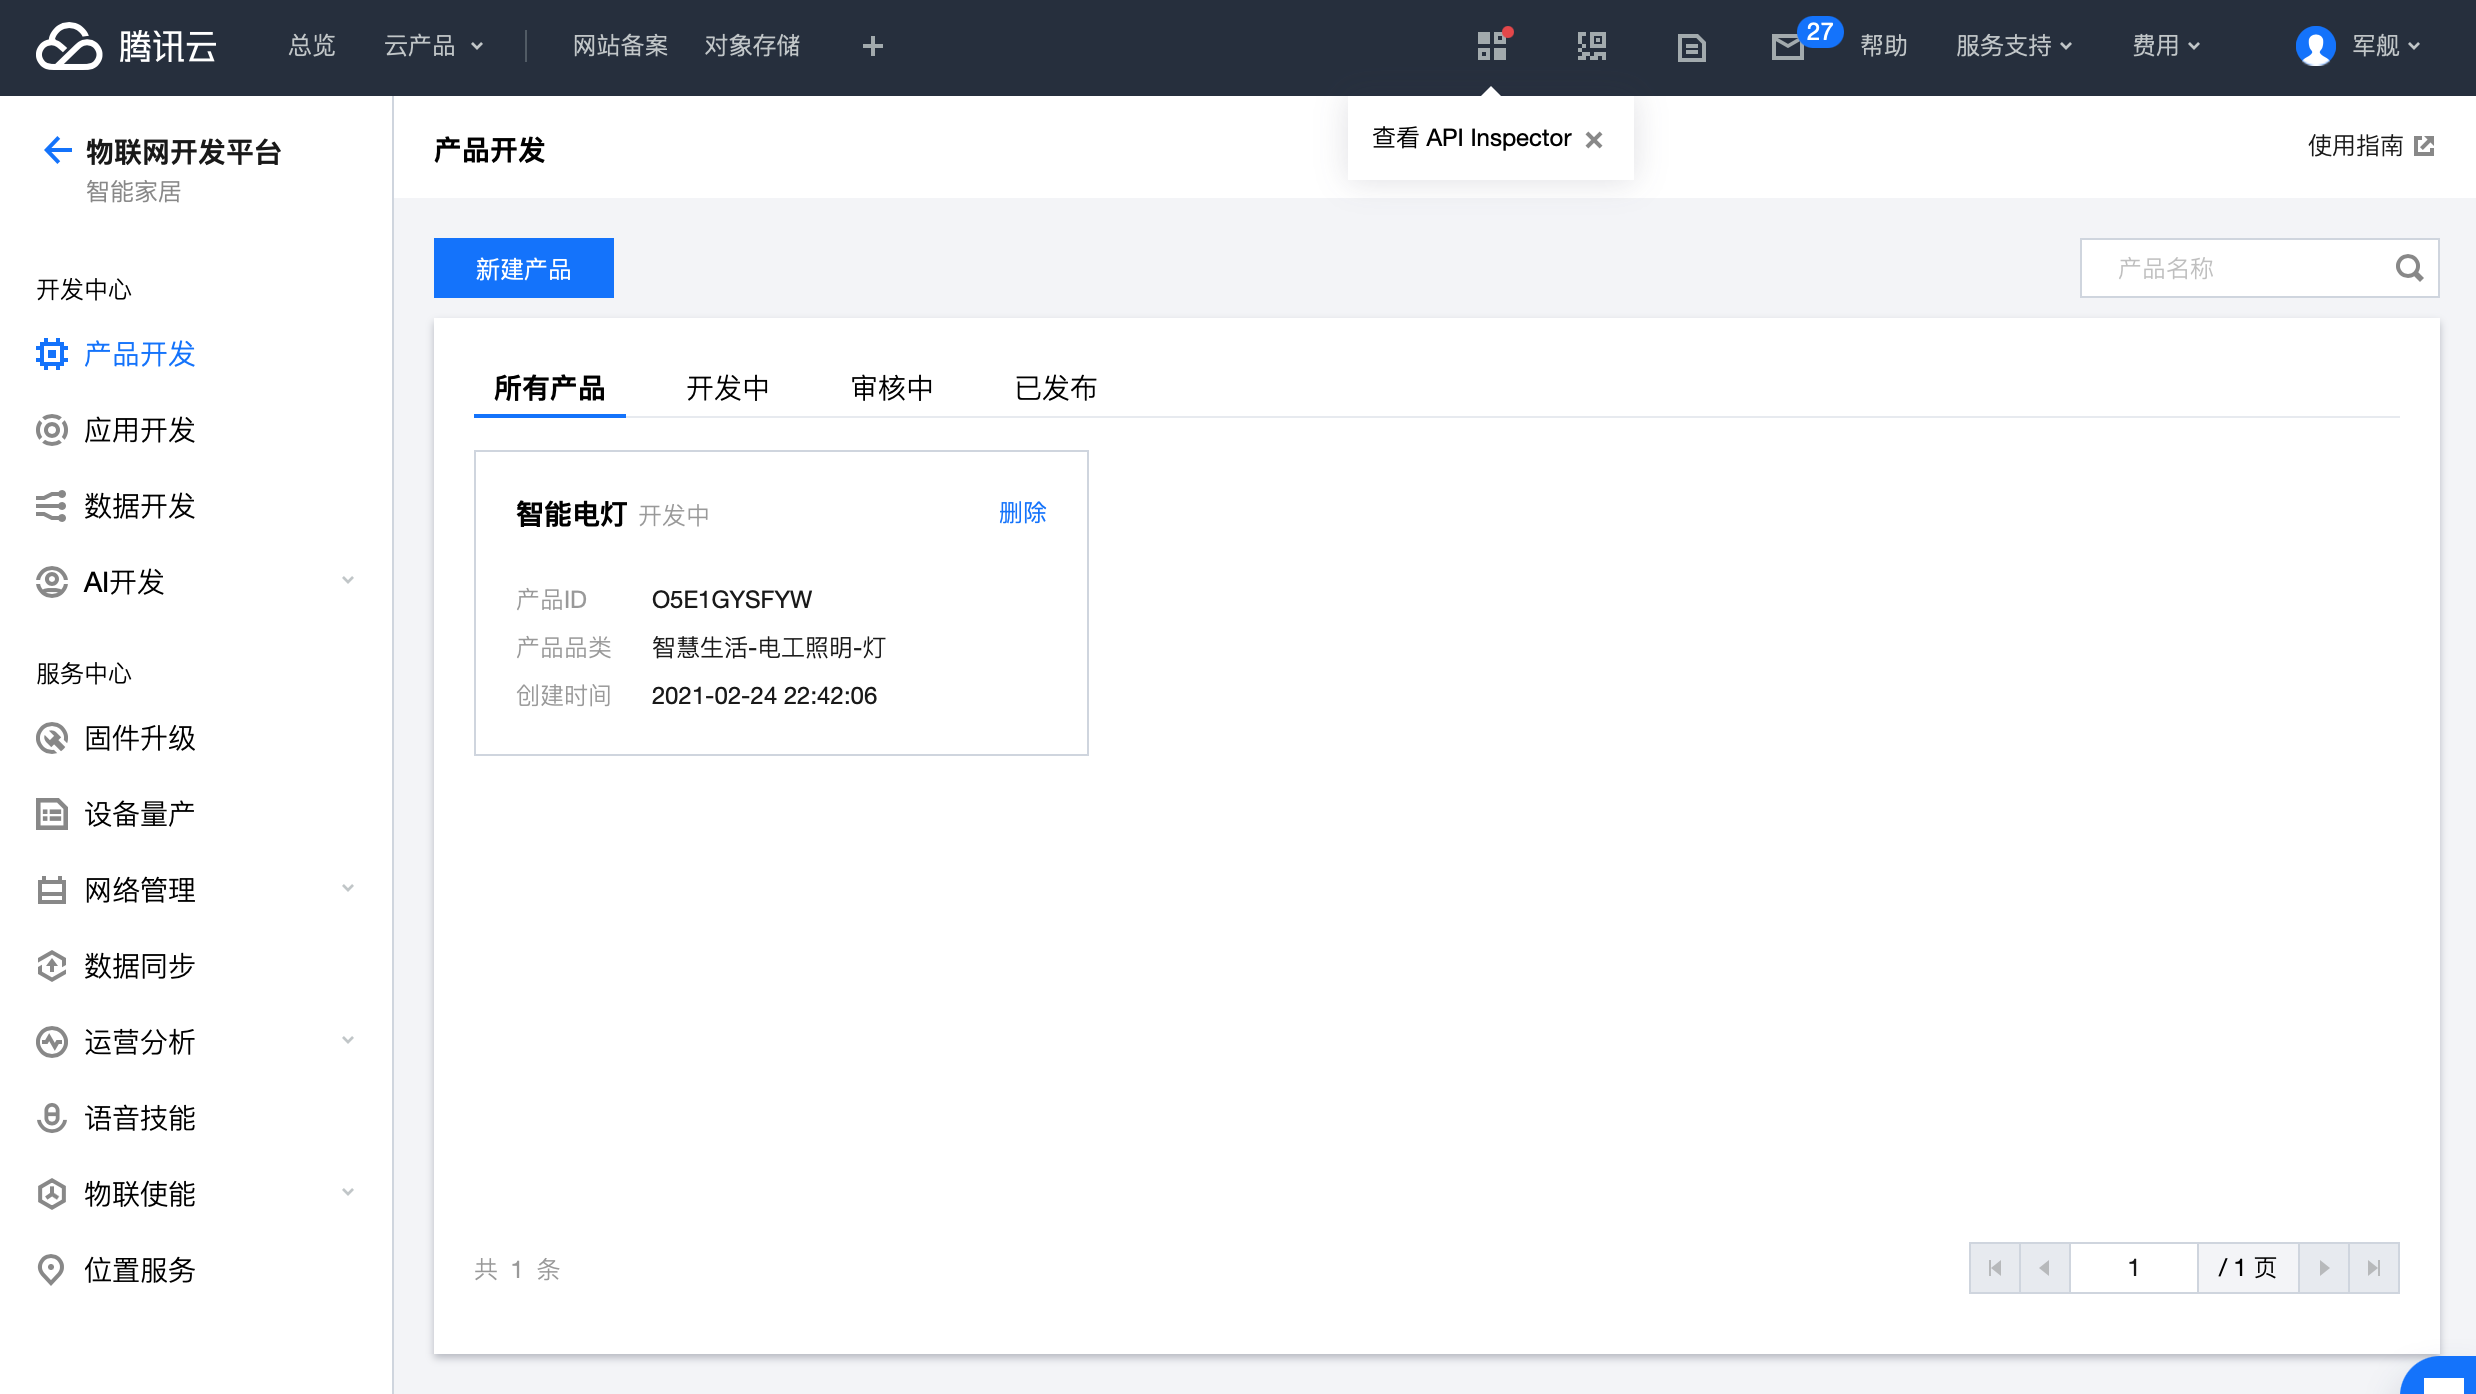 腾讯云 总览 云产品 网站备案 对象存储 + 27 帮助 服务支持 费用 军舰
查看 API Inspector
物联网开发平台
智能家居
开发中心
产品开发
应用开发
数据开发
AI开发
服务中心
固件升级
设备量产
网络管理
数据同步
运营分析
语音技能
物联使能
位置服务
产品开发
使用指南
新建产品
产品名称
所有产品 开发中 审核中 已发布
智能电灯 开发中 删除
产品ID O5E1GYSFYW
产品品类 智慧生活-电工照明-灯
创建时间 2021-02-24 22:42:06
共 1 条
1 / 1 页